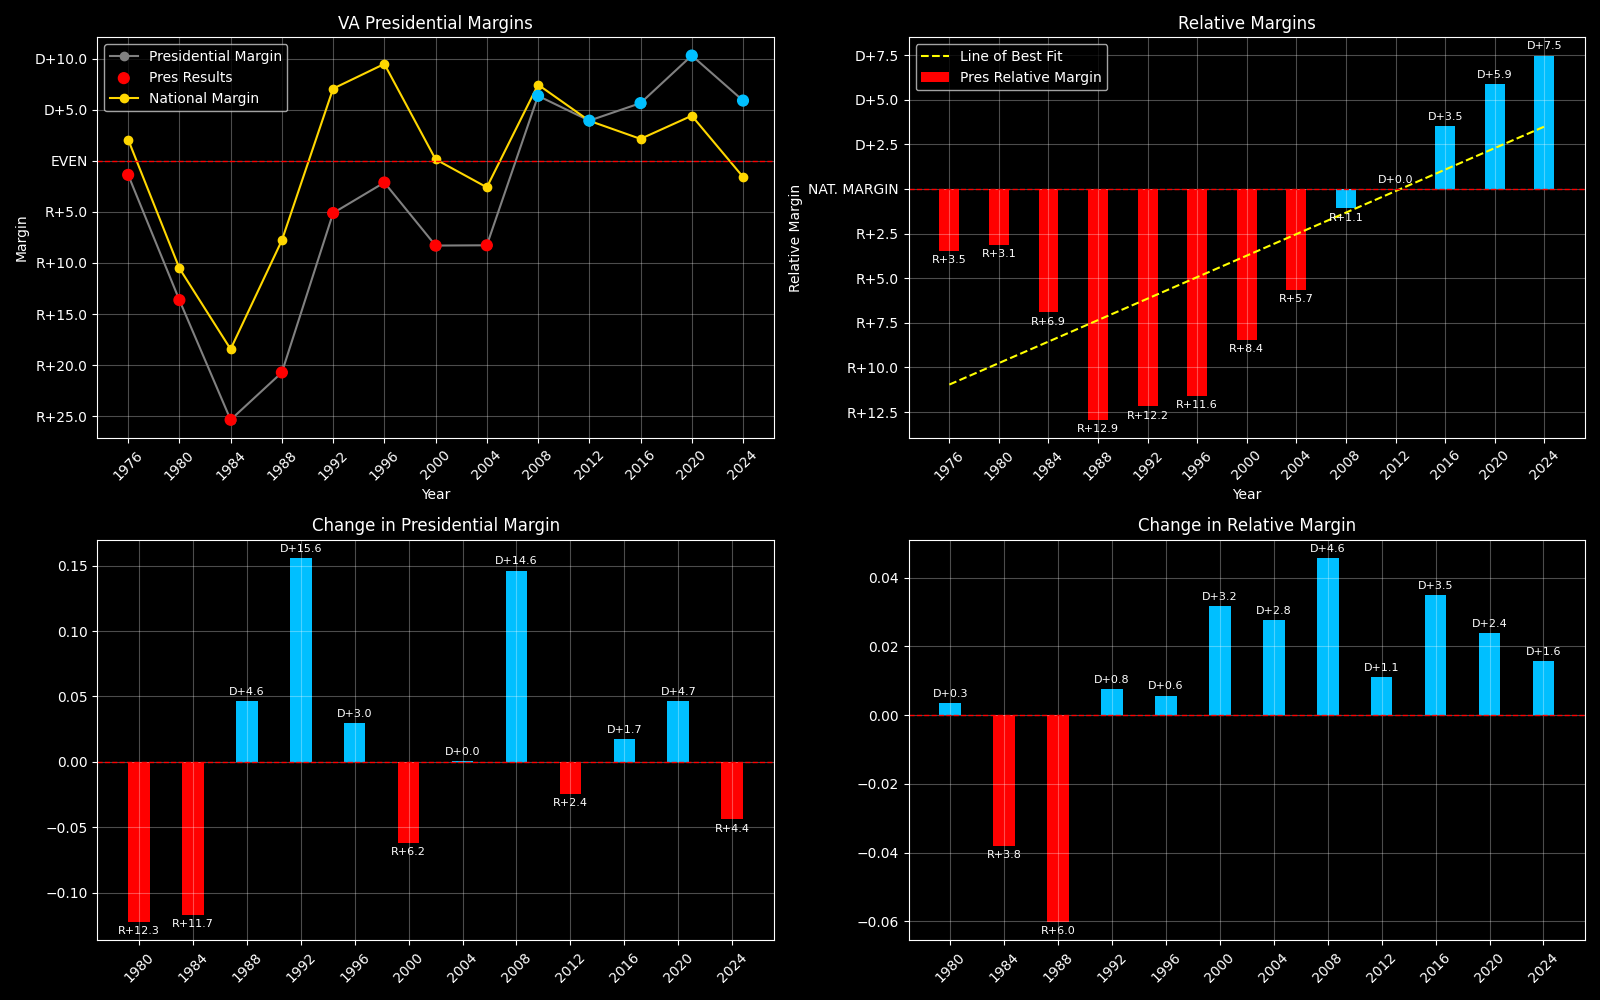 VA Presidential Margins
Presidential Margin
Pres Results
National Margin
D+10.0
D+5.0
EVEN
R+5.0
R+10.0
R+15.0
R+20.0
R+25.0
Margin
1976
1980
1984
1988
1992
1996
2000
2004
2008
2012
2016
2020
2024
Year
Relative Margins
Line of Best Fit
Pres Relative Margin
D+7.5
D+5.0
D+2.5
NAT. MARGIN
R+2.5
R+5.0
R+7.5
R+10.0
R+12.5
Relative Margin
R+3.5
R+3.1
R+6.9
R+12.9
R+12.2
R+11.6
R+8.4
R+5.7
R+1.1
D+0.0
D+3.5
D+5.9
D+7.5
1976
1980
1984
1988
1992
1996
2000
2004
2008
2012
2016
2020
2024
Year
Change in Presidential Margin
0.15
0.10
0.05
0.00
−0.05
−0.10
R+12.3
R+11.7
D+4.6
D+15.6
D+3.0
R+6.2
D+0.0
D+14.6
R+2.4
D+1.7
D+4.7
R+4.4
1980
1984
1988
1992
1996
2000
2004
2008
2012
2016
2020
2024
Change in Relative Margin
0.04
0.02
0.00
−0.02
−0.04
−0.06
D+0.3
R+3.8
R+6.0
D+0.8
D+0.6
D+3.2
D+2.8
D+4.6
D+1.1
D+3.5
D+2.4
D+1.6
1980
1984
1988
1992
1996
2000
2004
2008
2012
2016
2020
2024